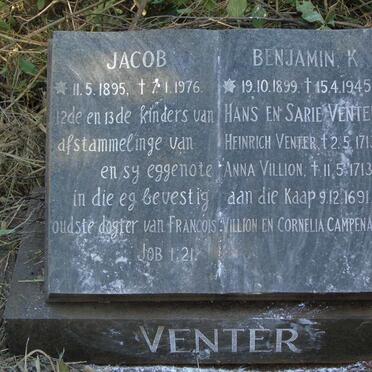 JACOB BENJAMIN K.
* 11.5.1895. † 7.1.1976. * 19.10.1899. † 15.4.1945
12de en 13de kinders van HANS EN SARIE VENTE
afstammelinge van HEINRICH VENTER, † 2.5.1713
en sy eggenote ANNA VILLION, † 11.5.1713
in die eg bevestig aan die Kaap 9.12.1691
oudste dogter van FRANCOIS VILLION EN CORNELIA CAMPENA
JOB 1:21.
VENTER